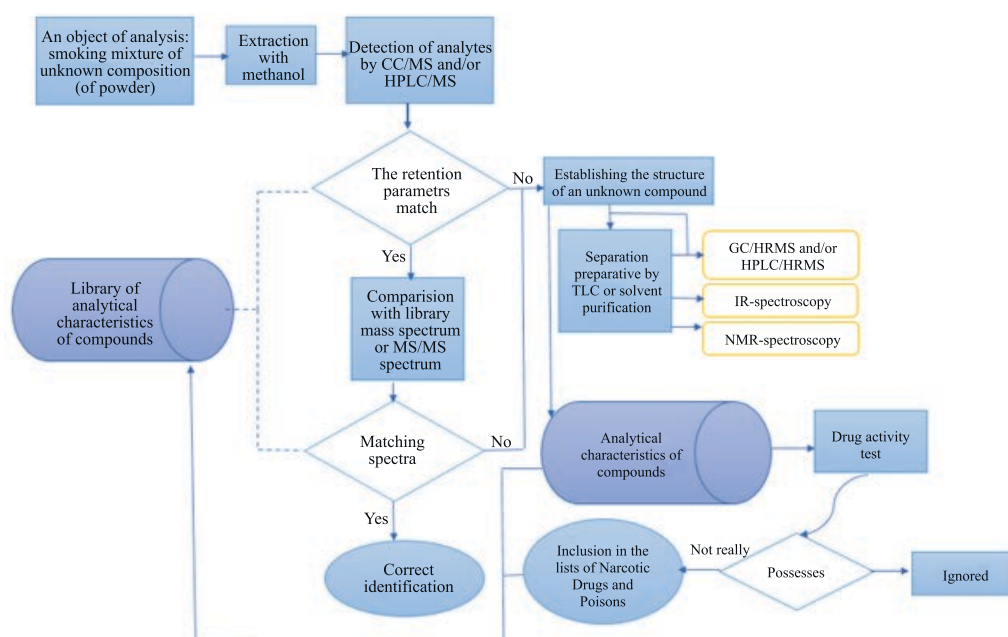 An object of analysis:
smoking mixture of
unknown composition
(of powder)
Extraction
with
methanol
Detection of analytes
by CC/MS and/or
HPLC/MS
The retention
parametrs
match
No
Establishing the structure
of an unknown compound
Yes
Separation
preparative by
TLC or solvent
purification
GC/HRMS and/or
HPLC/HRMS
IR-spectroscopy
NMR-spectroscopy
Library of
analytical
characteristics
of compounds
Comparision
with library
mass spectrum
or MS/MS
spectrum
Matching
spectra
No
Analytical
characteristics of
compounds
Drug activity
test
Yes
Correct
identification
Inclusion in the
lists of Narcotic
Drugs and
Poisons
Not really
Possesses
Ignored